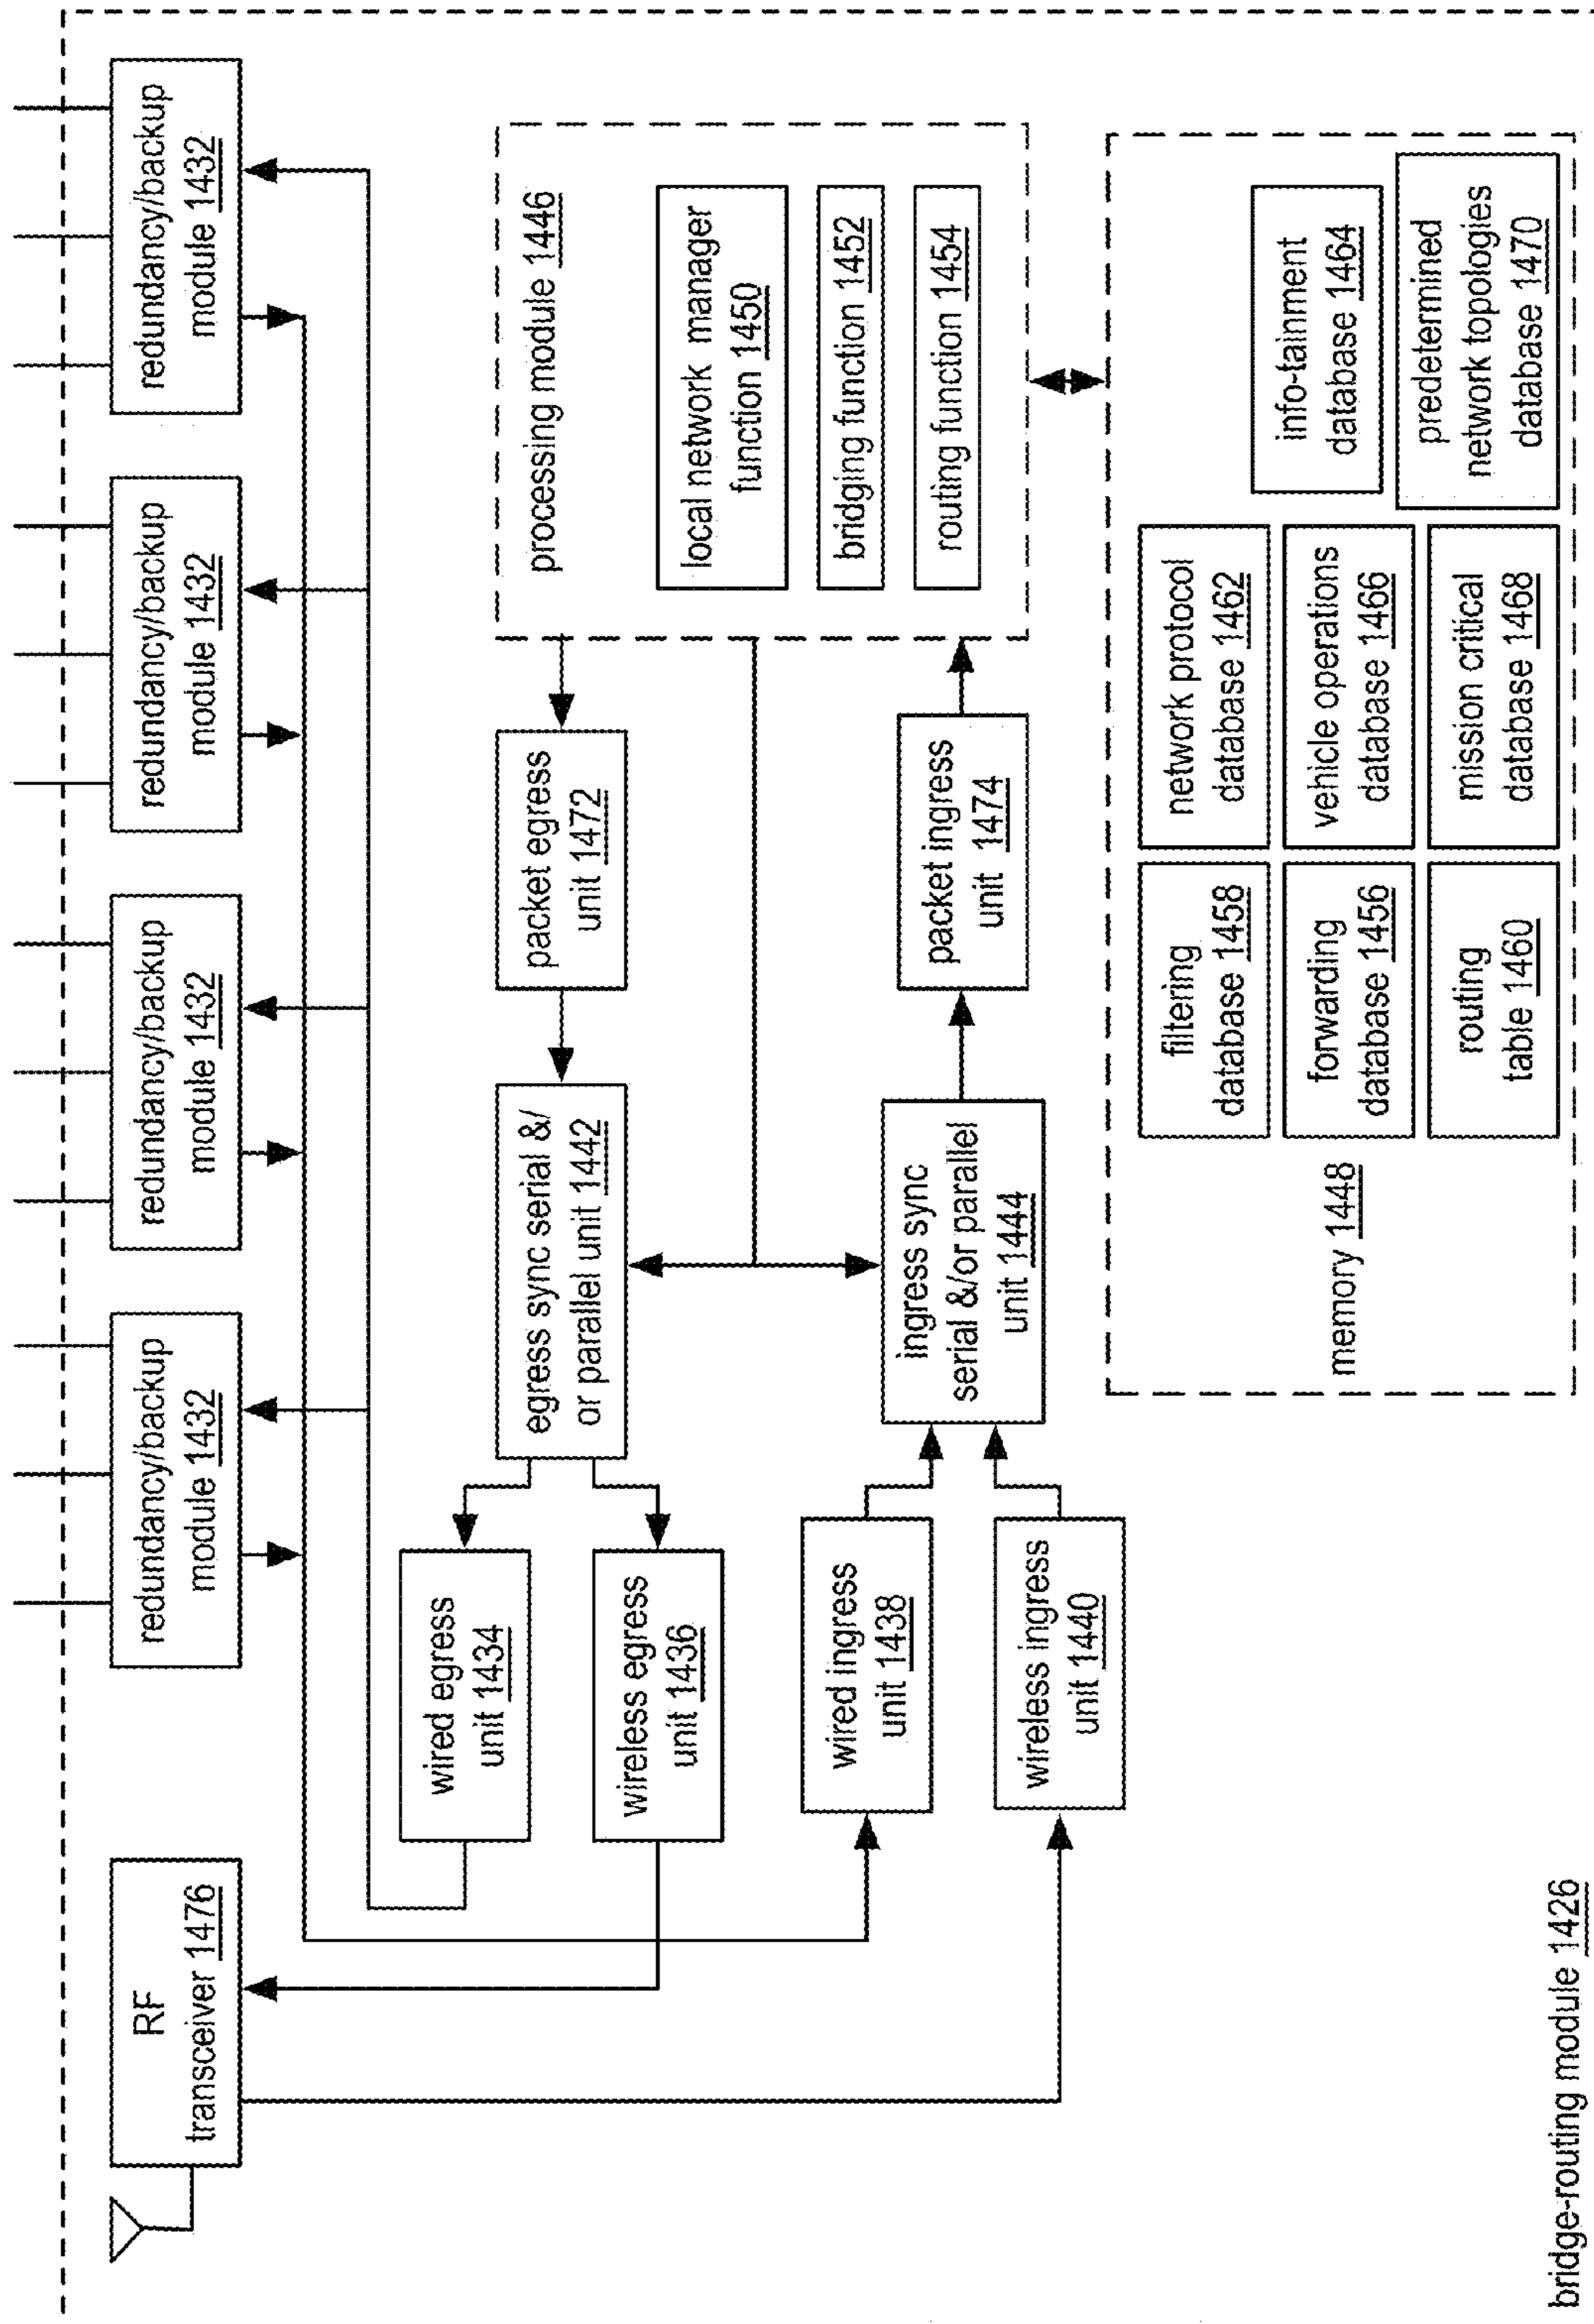 RF
transceiver 1476
redundancy/backup
module 1432
redundancy/backup
module 1432
redundancy/backup
module 1432
redundancy/backup
module 1432
wired egress
unit 1434
wireless egress
unit 1436
egress sync serial &/
or parallel unit 1442
packet egress
unit 1472
processing module 1446
local network manager
function 1450
bridging function 1452
routing function 1454
wired ingress
unit 1438
wireless ingress
unit 1440
ingress sync
serial &/or parallel
unit 1444
packet ingress
unit 1474
memory 1448
filtering
database 1458
network protocol
database 1462
info-tainment
database 1464
forwarding
database 1456
vehicle operations
database 1466
routing
table 1460
mission critical
database 1468
predetermined
network topologies
database 1470
bridge-routing module 1426